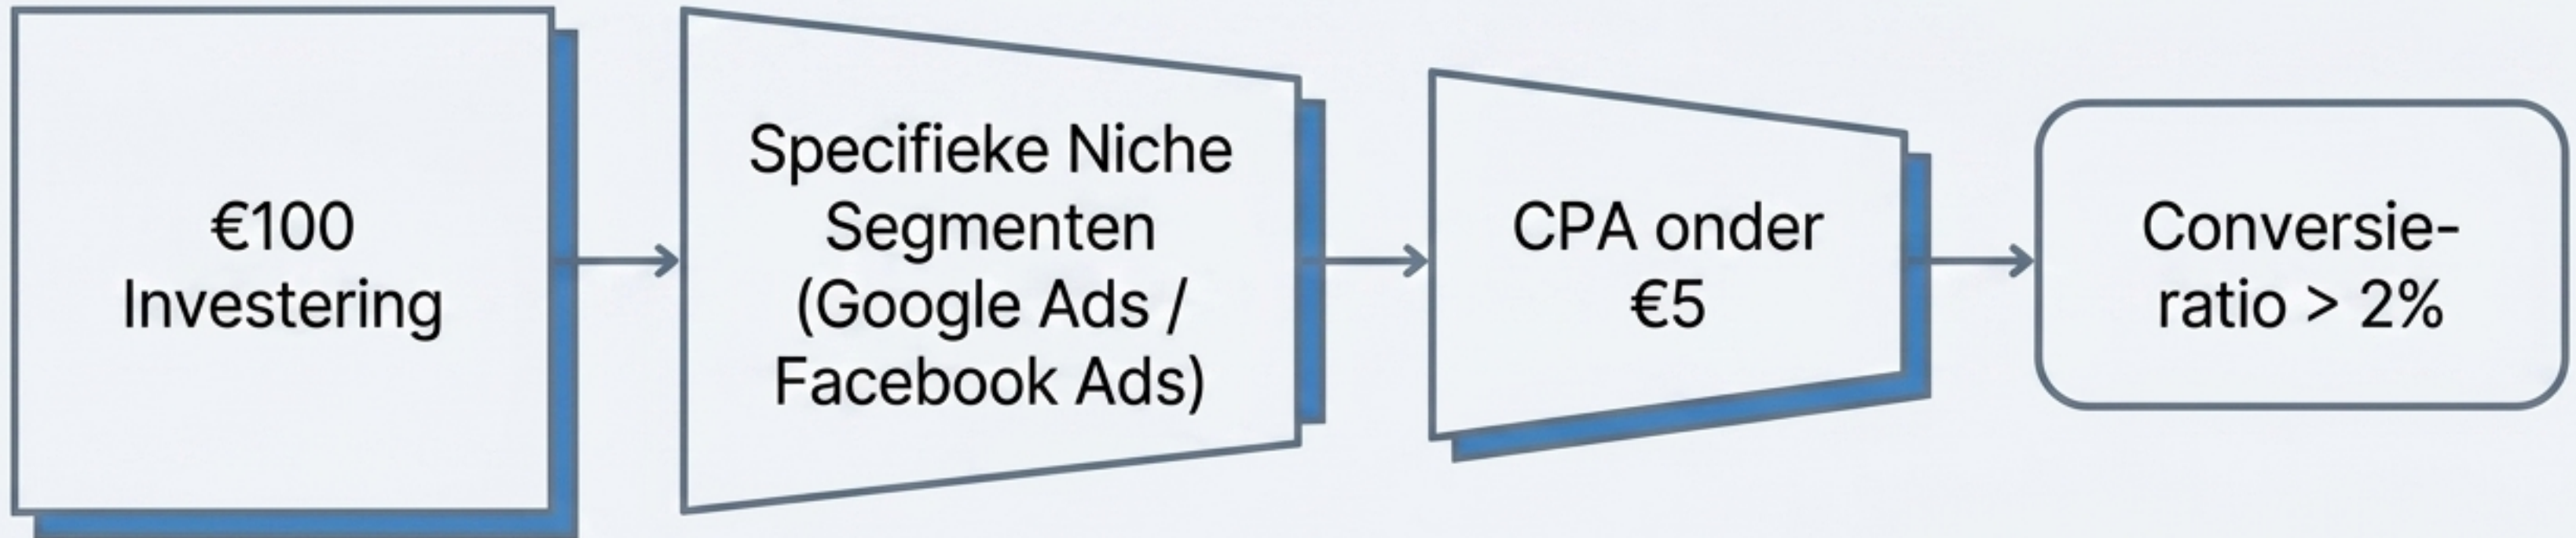 €100
Investering
Specifieke Niche
Segmenten
(Google Ads /
Facebook Ads)
CPA onder
€5
Conversie-
ratio > 2%